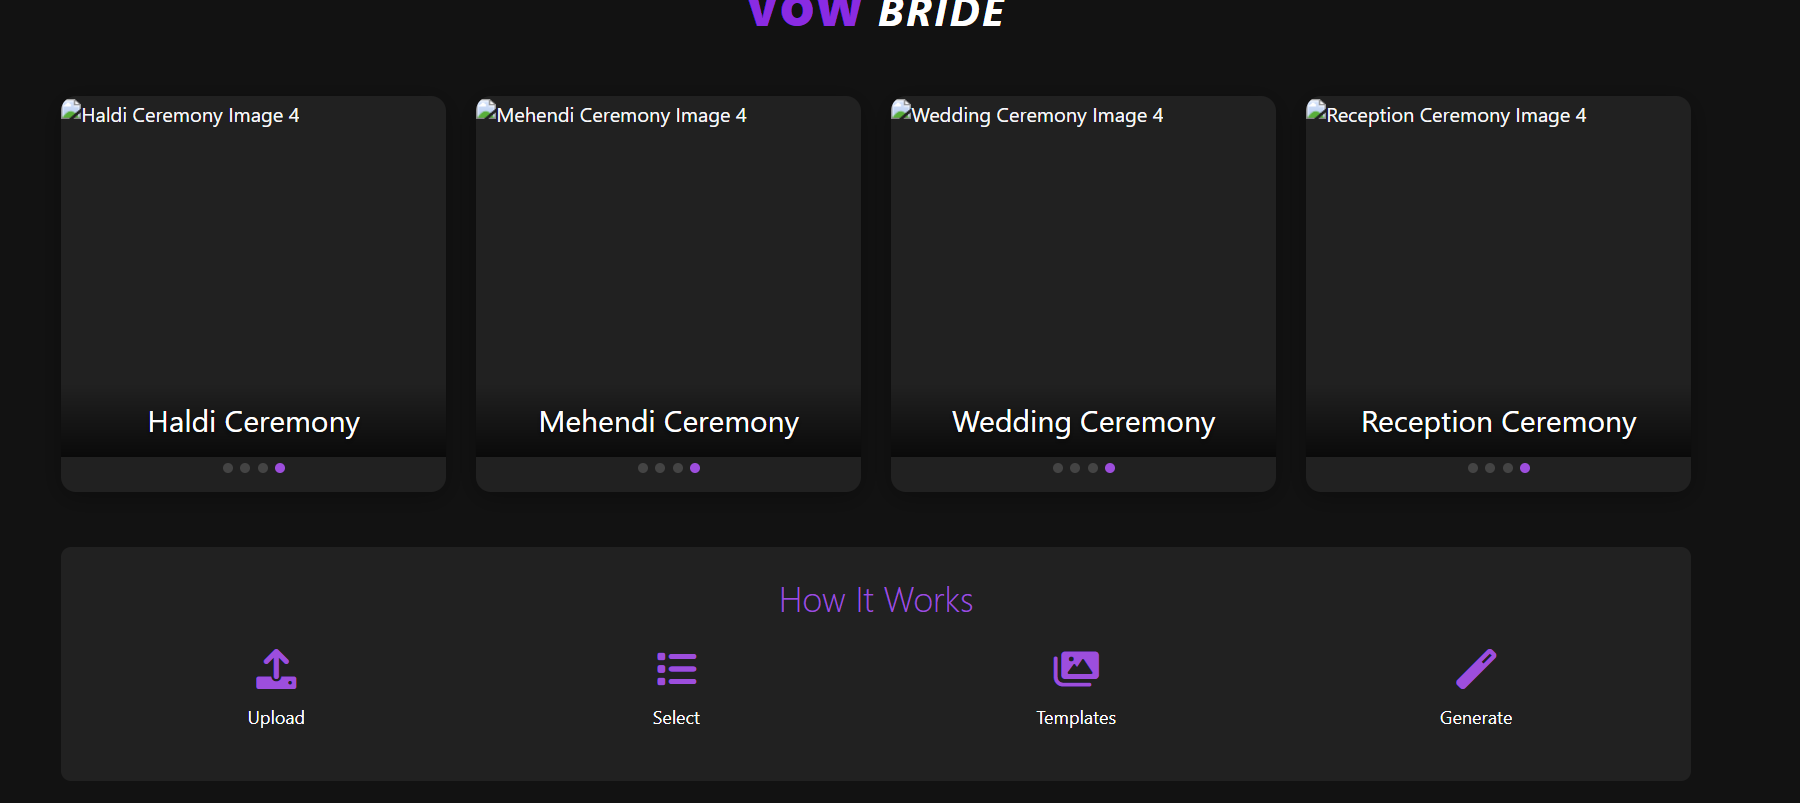 VOW BRIDE
Haldi Ceremony Image 4
Mehendi Ceremony Image 4
Wedding Ceremony Image 4
Reception Ceremony Image 4
Haldi Ceremony
Mehendi Ceremony
Wedding Ceremony
Reception Ceremony
How It Works
Upload
Select
Templates
Generate